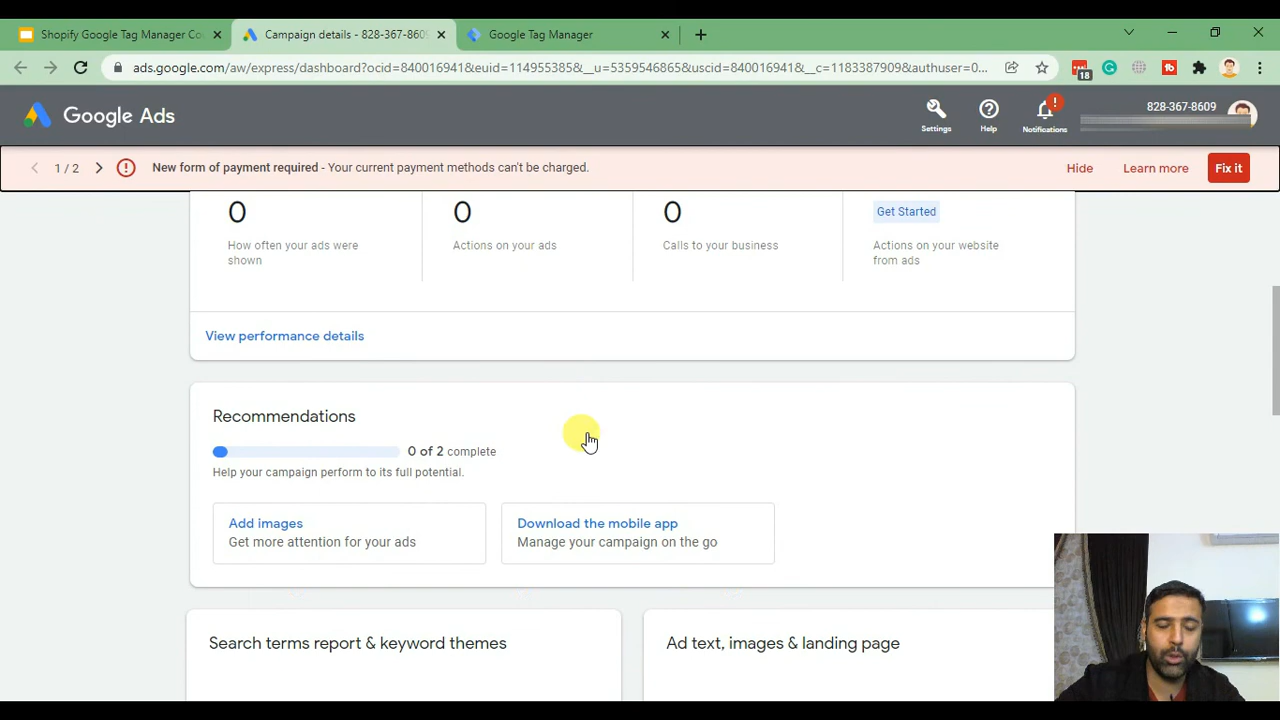 Shopify Google Tag Manager Co
Campaign details - 828-367-8609
Google Tag Manager
ads.google.com/aw/express/dashboard?ocid=840016941&euid=114955385&__u=5359546865&uscid=840016941&__c=1183387909&authuser=0...
18
Google Ads
Settings
Help
Notifications
828-367-8609
1 / 2
New form of payment required - Your current payment methods can't be charged.
Hide
Learn more
Fix it
0
0
0
Get Started
How often your ads were shown
Actions on your ads
Calls to your business
Actions on your website from ads
View performance details
Recommendations
0 of 2 complete
Help your campaign perform to its full potential.
Add images
Get more attention for your ads
Download the mobile app
Manage your campaign on the go
Search terms report & keyword themes
Ad text, images & landing page